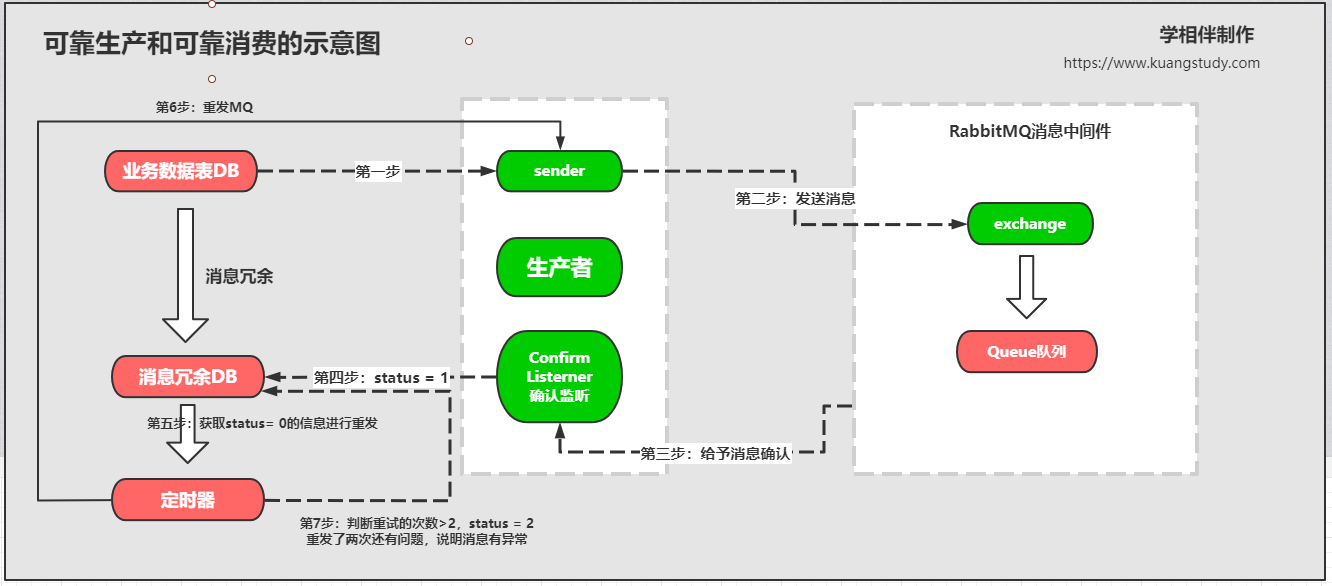 可靠生产和可靠消费的示意图
学相伴制作
https://www.kuangstudy.com
第6步：重发MQ
RabbitMQ消息中间件
业务数据表DB
第一步
sender
第二步：发送消息
exchange
消息冗余
生产者
Queue队列
消息冗余DB
第四步：status = 1
Confirm
Listerner
确认监听
第五步：获取status= 0的信息进行重发
第三步：给予消息确认
定时器
第7步：判断重试的次数>2，status = 2
重发了两次还有问题，说明消息有异常